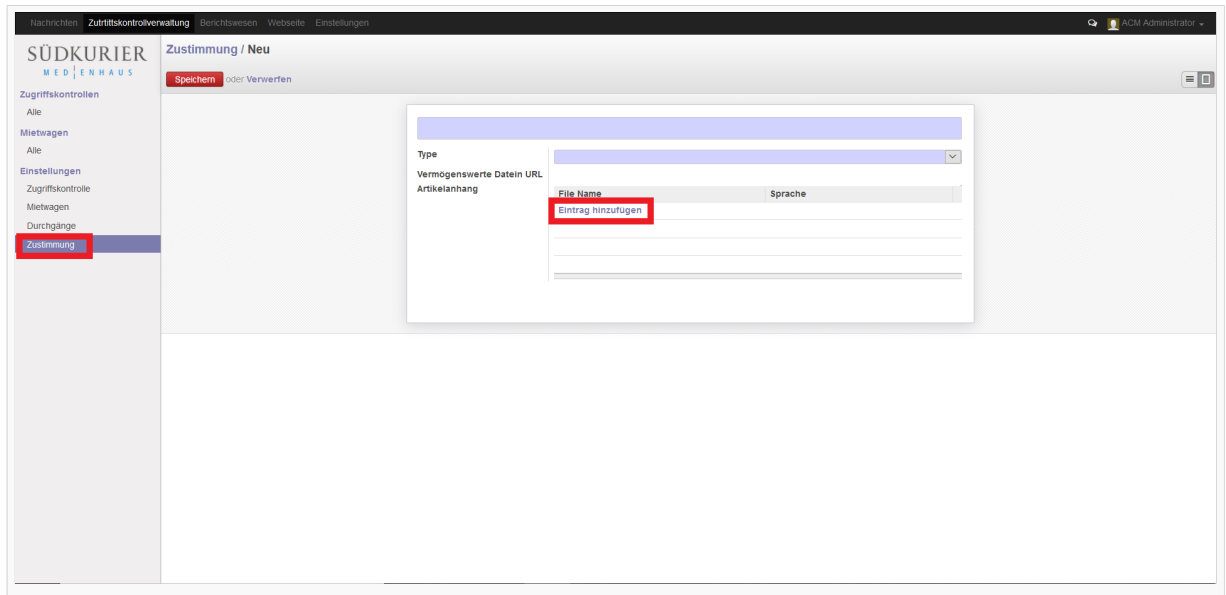 Nachrichten Zutrtittskontrollverwaltung Berichtswesen Webseite Einstellungen ACM Administrator
SÜDKURIER
MEDIENHAUS
Zustimmung / Neu
Speichern oder Verwerfen
Zugriffskontrollen
Alle
Mietwagen
Alle
Einstellungen
Zugriffskontrolle
Mietwagen
Durchgänge
Zustimmung
Type
Vermögenswerte Datein URL
Artikelanhang
File Name Sprache
Eintrag hinzufügen